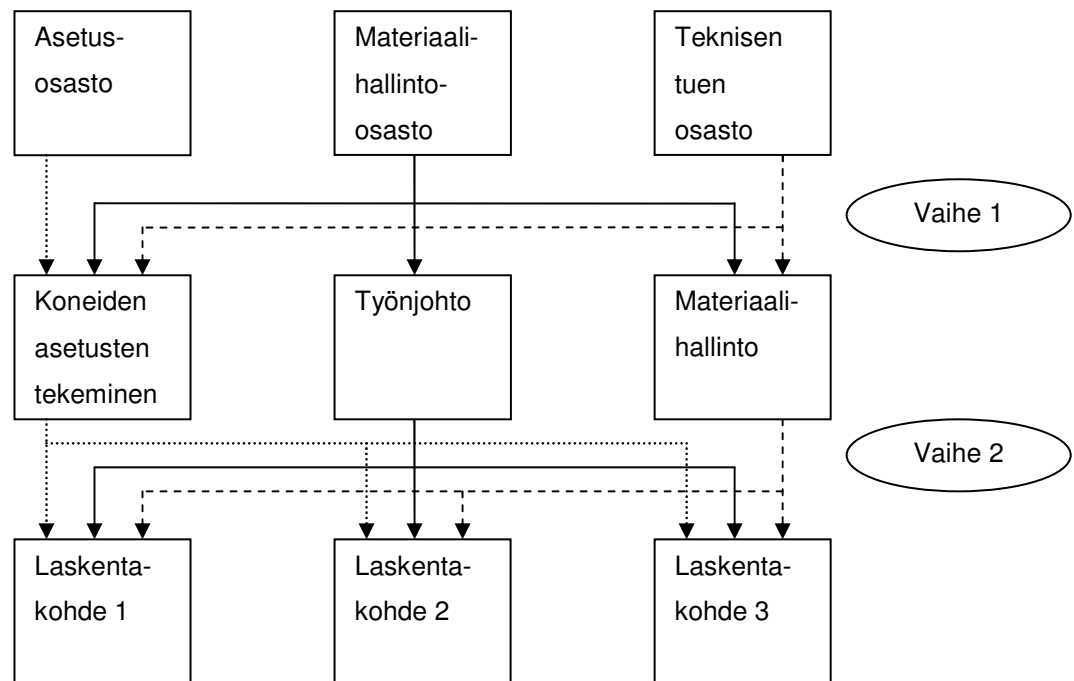 Asetus-
osasto
Materiaali-
hallinto-
osasto
Teknisen
tuen
osasto
Vaihe 1
Koneiden
asetusten
tekeminen
Työnjohto
Materiaali-
hallinto
Vaihe 2
Laskenta-
kohde 1
Laskenta-
kohde 2
Laskenta-
kohde 3